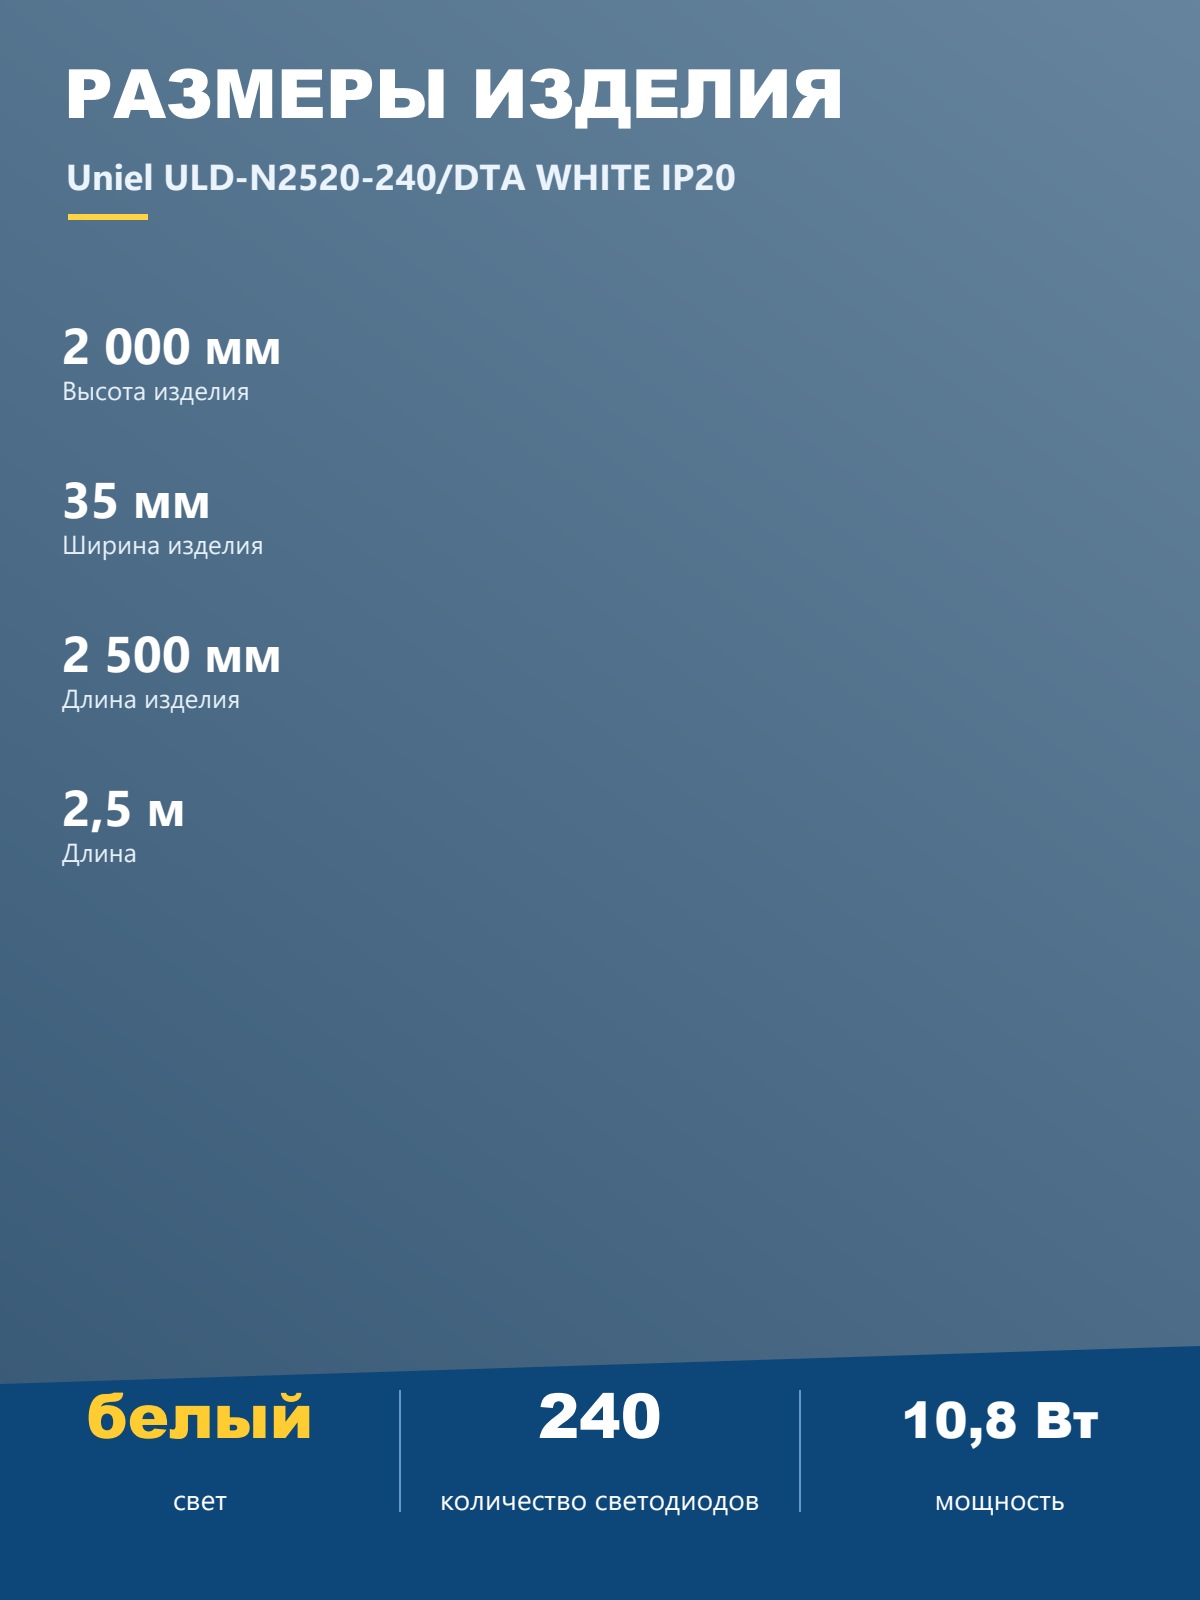 РАЗМЕРЫ ИЗДЕЛИЯ
Uniel ULD-N2520-240/DTA WHITE IP20
2 000 мм
Высота изделия
35 мм
Ширина изделия
2 500 мм
Длина изделия
2,5 м
Длина
белый
свет
240
количество светодиодов
10,8 Вт
мощность